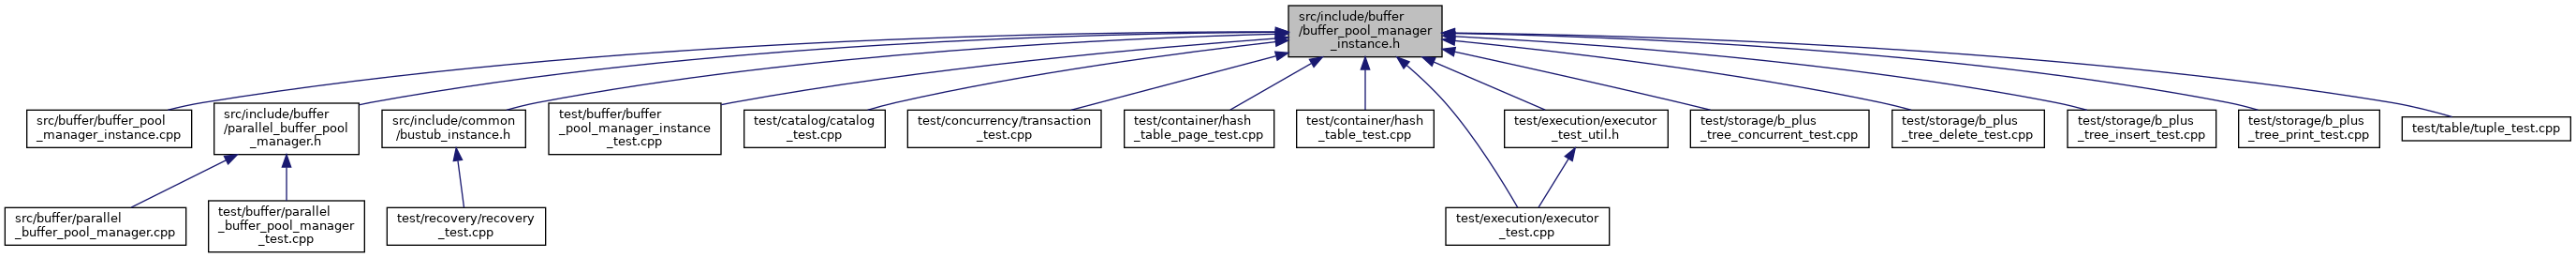 src/include/buffer
/buffer_pool_manager
_instance.h
src/buffer/buffer_pool
_manager_instance.cpp
src/include/buffer
/parallel_buffer_pool
_manager.h
src/include/common
/bustub_instance.h
test/buffer/buffer
_pool_manager_instance
_test.cpp
test/catalog/catalog
_test.cpp
test/concurrency/transaction
_test.cpp
test/container/hash
_table_page_test.cpp
test/container/hash
_table_test.cpp
test/execution/executor
_test_util.h
test/storage/b_plus
_tree_concurrent_test.cpp
test/storage/b_plus
_tree_delete_test.cpp
test/storage/b_plus
_tree_insert_test.cpp
test/storage/b_plus
_tree_print_test.cpp
test/table/tuple_test.cpp
src/buffer/parallel
_buffer_pool_manager.cpp
test/buffer/parallel
_buffer_pool_manager
_test.cpp
test/recovery/recovery
_test.cpp
test/execution/executor
_test.cpp